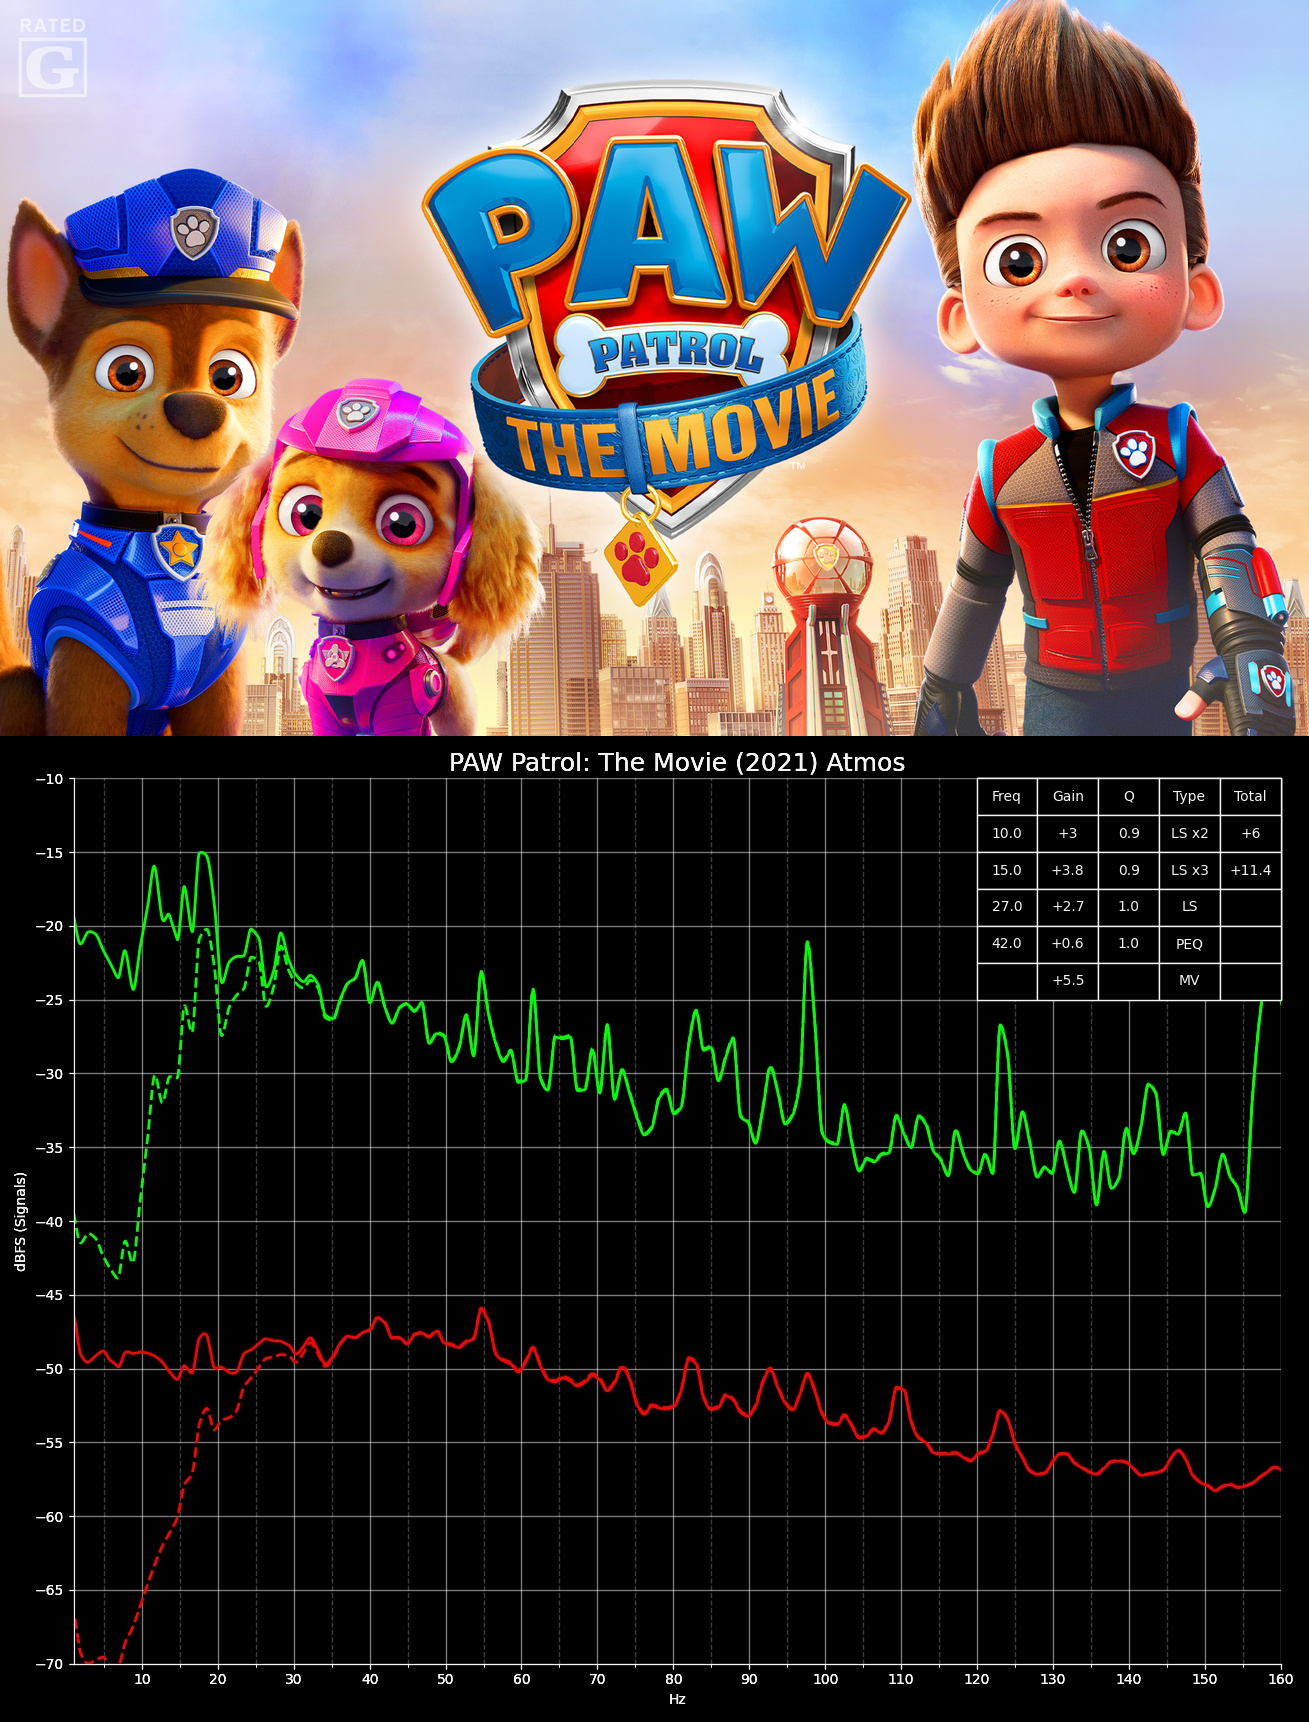 RATED
G
PAW
PATROL
THE MOVIE
TM
PAW Patrol: The Movie (2021) Atmos
Freq Gain Q Type Total
10.0 +3 0.9 LS x2 +6
15.0 +3.8 0.9 LS x3 +11.4
27.0 +2.7 1.0 LS
42.0 +0.6 1.0 PEQ
+5.5 MV
−10
−15
−20
−25
−30
−35
−40
−45
−50
−55
−60
−65
−70
dBFS (Signals)
10 20 30 40 50 60 70 80 90 100 110 120 130 140 150 160
Hz